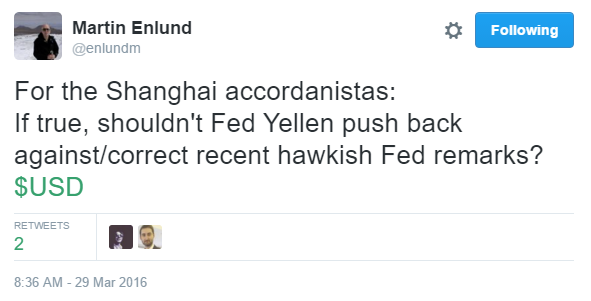 Martin Enlund
@enlundm
Following
For the Shanghai accordanistas:
If true, shouldn't Fed Yellen push back
against/correct recent hawkish Fed remarks?
$USD
RETWEETS
2
8:36 AM - 29 Mar 2016